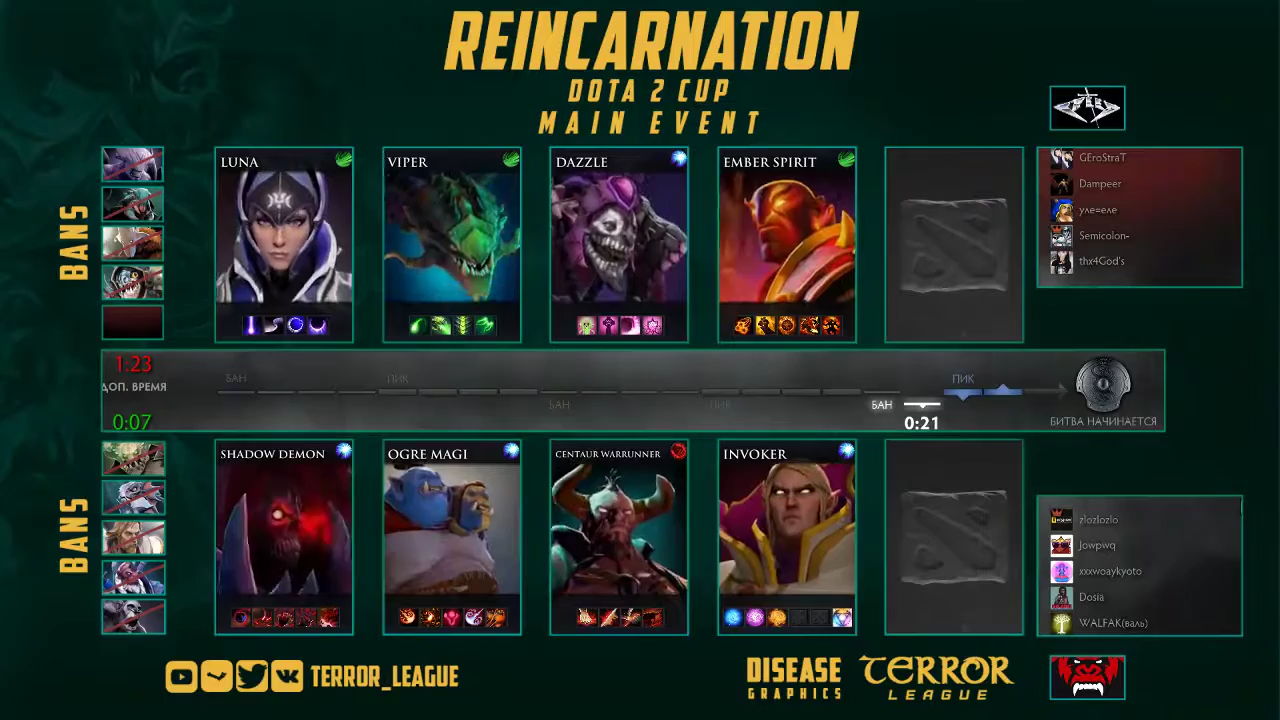 REINCARNATION
DOTA 2 CUP
MAIN EVENT
BANS
LUNA
VIPER
DAZZLE
EMBER SPIRIT
GEroStraT
Dampeer
уле=еле
Semicolon-
thx4God's
1:23
ДОП. ВРЕМЯ
0:07
БАН
ПИК
БАН
ПИК
БАН
0:21
ПИК
БИТВА НАЧИНАЕТСЯ
BANS
SHADOW DEMON
OGRE MAGI
CENTAUR WARRUNNER
INVOKER
zlozlozlo
Jowpwq
xxxwoaykyoto
Dosia
WALFAK(валь)
TERROR_LEAGUE
DISEASE
GRAPHICS
TERROR
LEAGUE